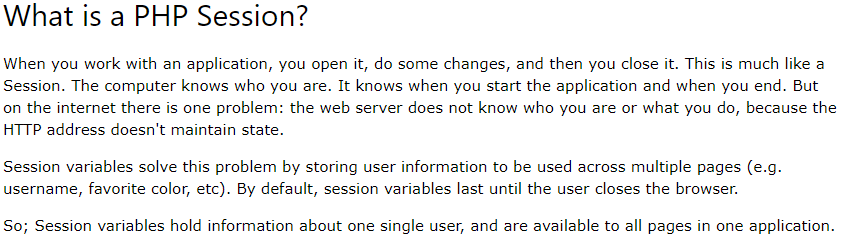 What is a PHP Session?
When you work with an application, you open it, do some changes, and then you close it. This is much like a
Session. The computer knows who you are. It knows when you start the application and when you end. But
on the internet there is one problem: the web server does not know who you are or what you do, because the
HTTP address doesn't maintain state.
Session variables solve this problem by storing user information to be used across multiple pages (e.g.
username, favorite color, etc). By default, session variables last until the user closes the browser.
So; Session variables hold information about one single user, and are available to all pages in one application.